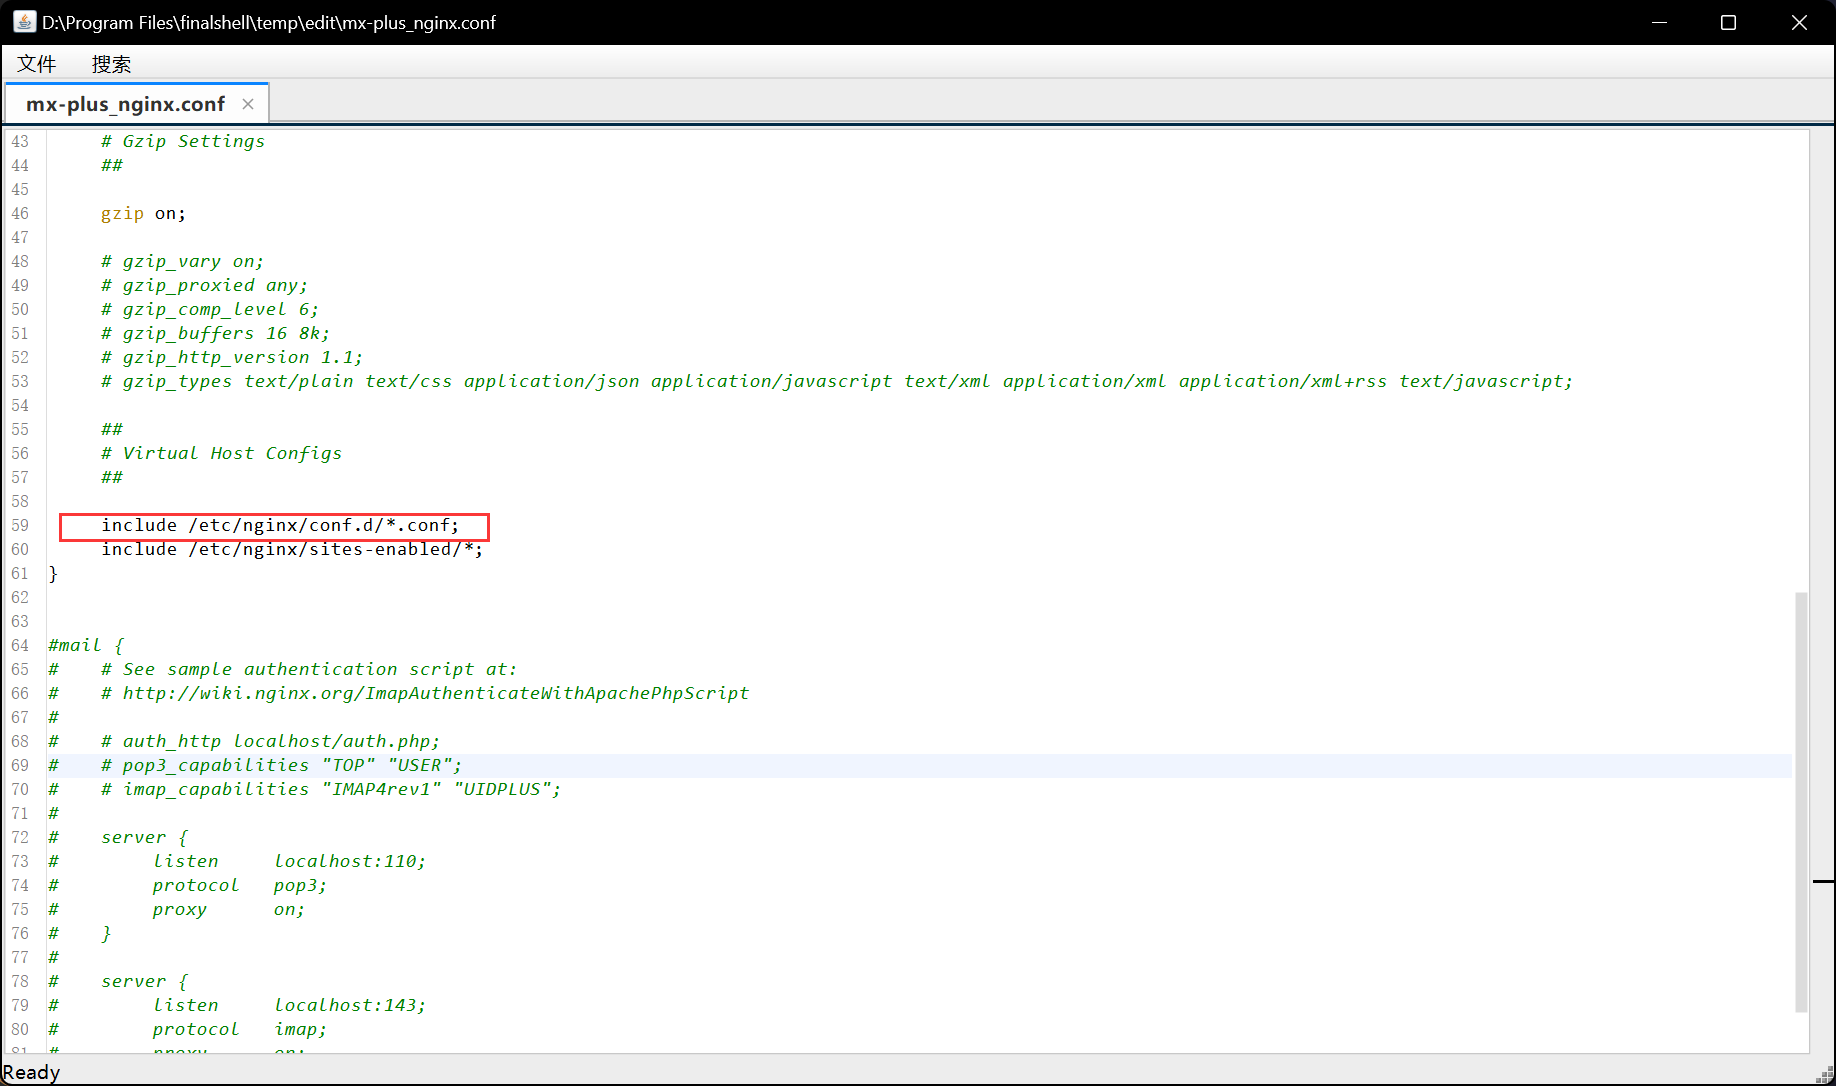 D:\Program Files\finalshell\temp\edit\mx-plus_nginx.conf
文件 搜索
mx-plus_nginx.conf
43 # Gzip Settings
44 ##
45
46 gzip on;
47
48 # gzip_vary on;
49 # gzip_proxied any;
50 # gzip_comp_level 6;
51 # gzip_buffers 16 8k;
52 # gzip_http_version 1.1;
53 # gzip_types text/plain text/css application/json application/javascript text/xml application/xml application/xml+rss text/javascript;
54
55 ##
56 # Virtual Host Configs
57 ##
58
59 include /etc/nginx/conf.d/*.conf;
60 include /etc/nginx/sites-enabled/*;
61 }
62
63
64 #mail {
65 # # See sample authentication script at:
66 # # http://wiki.nginx.org/ImapAuthenticateWithApachePhpScript
67 #
68 # # auth_http localhost/auth.php;
69 # # pop3_capabilities "TOP" "USER";
70 # # imap_capabilities "IMAP4rev1" "UIDPLUS";
71 #
72 # server {
73 # listen localhost:110;
74 # protocol pop3;
75 # proxy on;
76 # }
77 #
78 # server {
79 # listen localhost:143;
80 # protocol imap;
81 # proxy on;
Ready